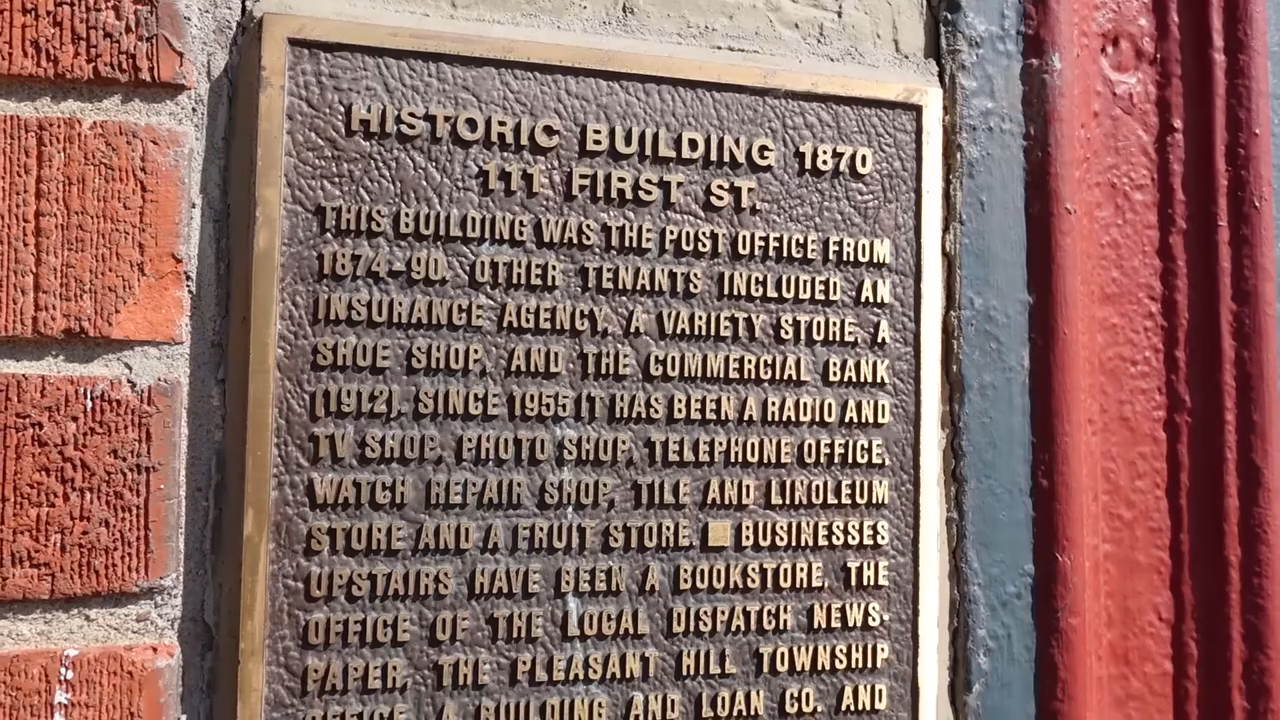 HISTORIC BUILDING 1870
111 FIRST ST.
THIS BUILDING WAS THE POST OFFICE FROM
1874-90. OTHER TENANTS INCLUDED AN
INSURANCE AGENCY, A VARIETY STORE, A
SHOE SHOP, AND THE COMMERCIAL BANK
(1912). SINCE 1955 IT HAS BEEN A RADIO AND
TV SHOP, PHOTO SHOP, TELEPHONE OFFICE,
WATCH REPAIR SHOP, TILE AND LINOLEUM
STORE AND A FRUIT STORE. ■ BUSINESSES
UPSTAIRS HAVE BEEN A BOOKSTORE, THE
OFFICE OF THE LOCAL DISPATCH NEWS-
PAPER, THE PLEASANT HILL TOWNSHIP
OFFICE, A BUILDING AND LOAN CO. AND